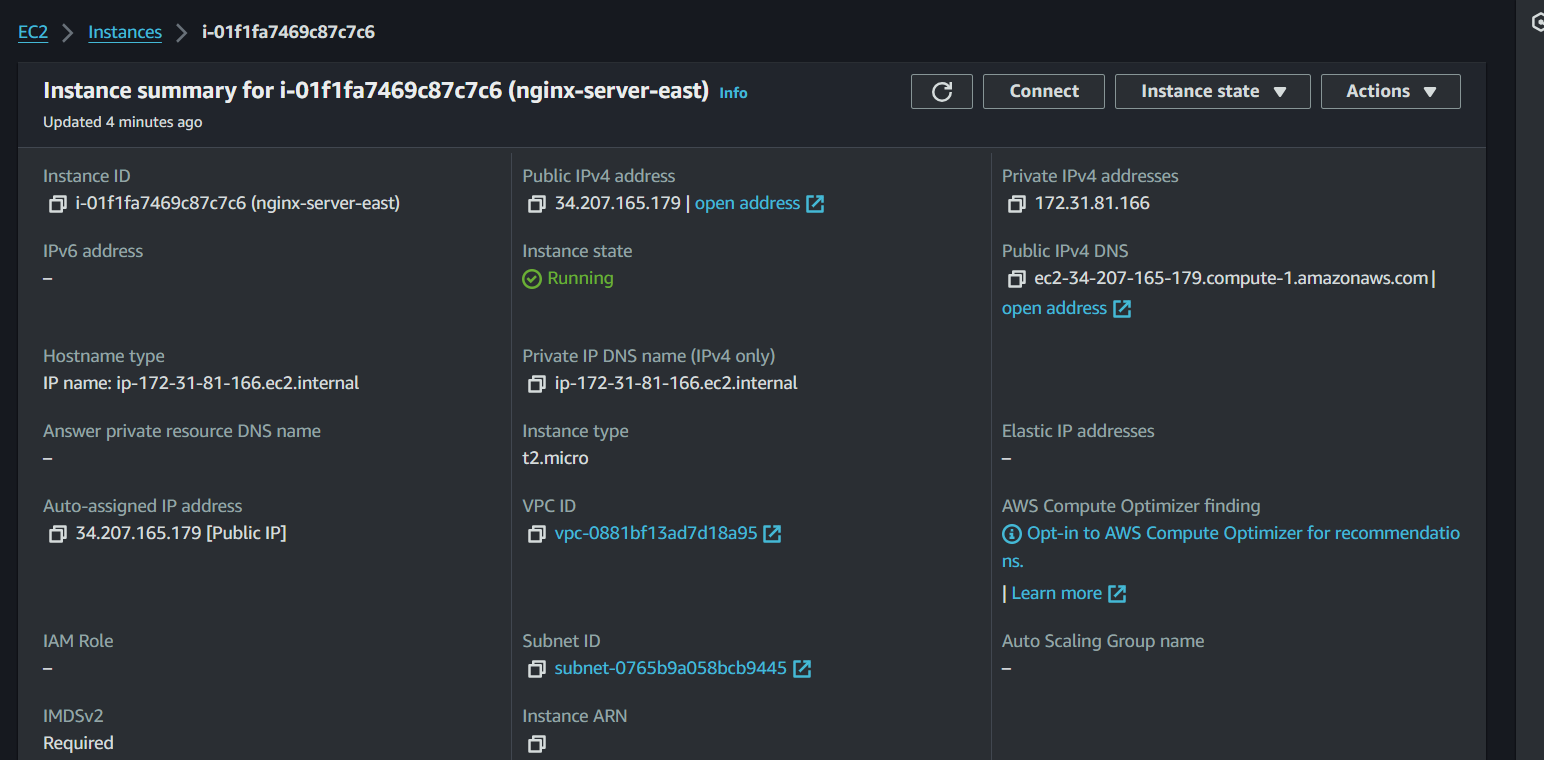 EC2 > Instances > i-01f1fa7469c87c7c6
Instance summary for i-01f1fa7469c87c7c6 (nginx-server-east) Info
Updated 4 minutes ago
Connect
Instance state
Actions
Instance ID
i-01f1fa7469c87c7c6 (nginx-server-east)
Public IPv4 address
34.207.165.179 | open address
Private IPv4 addresses
172.31.81.166
IPv6 address
–
Instance state
Running
Public IPv4 DNS
ec2-34-207-165-179.compute-1.amazonaws.com |
open address
Hostname type
IP name: ip-172-31-81-166.ec2.internal
Private IP DNS name (IPv4 only)
ip-172-31-81-166.ec2.internal
Answer private resource DNS name
–
Instance type
t2.micro
Elastic IP addresses
–
Auto-assigned IP address
34.207.165.179 [Public IP]
VPC ID
vpc-0881bf13ad7d18a95
AWS Compute Optimizer finding
Opt-in to AWS Compute Optimizer for recommendatio
ns.
| Learn more
IAM Role
–
Subnet ID
subnet-0765b9a058bcb9445
Auto Scaling Group name
–
IMDSv2
Required
Instance ARN